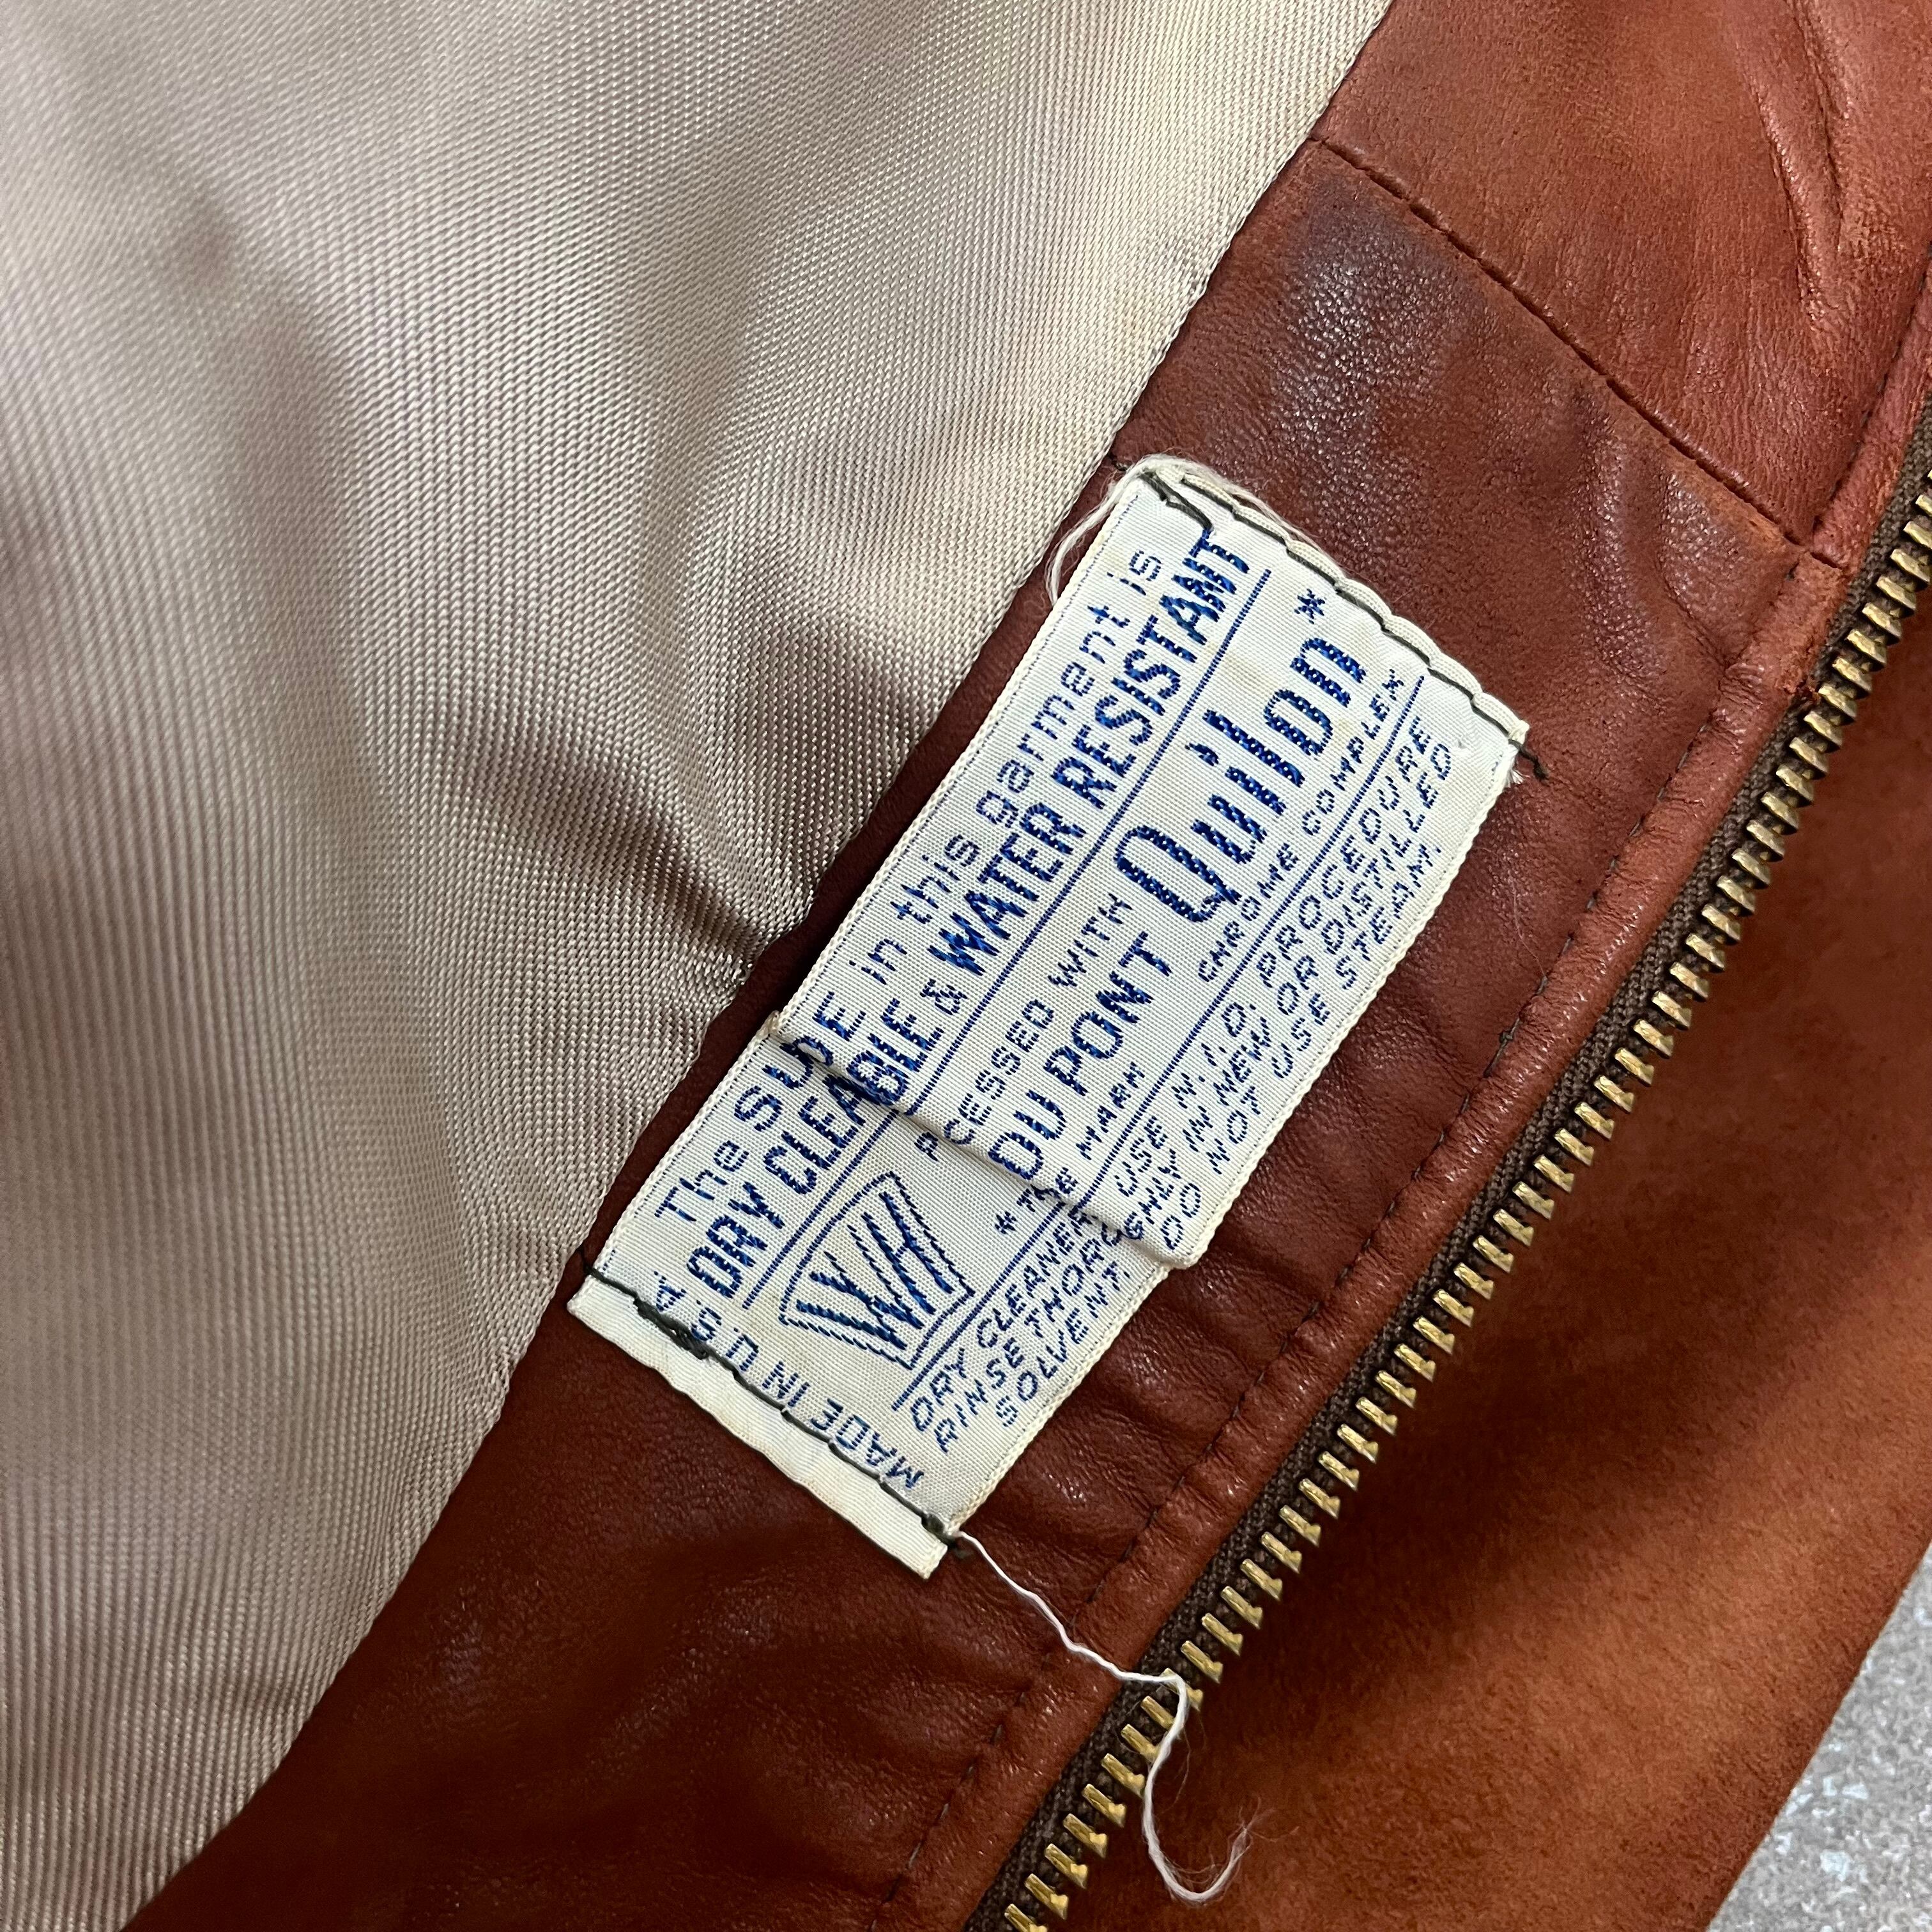 The SUEDE in this garment is
DRY CLEANABLE & WATER RESISTANT
WR
PROCESSED WITH
DU PONT Quilon*
* TRADE MARK CHROME COMPLEX
DRY CLEANER: USE N.I.D. PROCEDURE
RINSE THOROUGHLY IN NEW OR DISTILLED
SOLVENT. DO NOT USE STEAM.
MADE IN U.S.A.